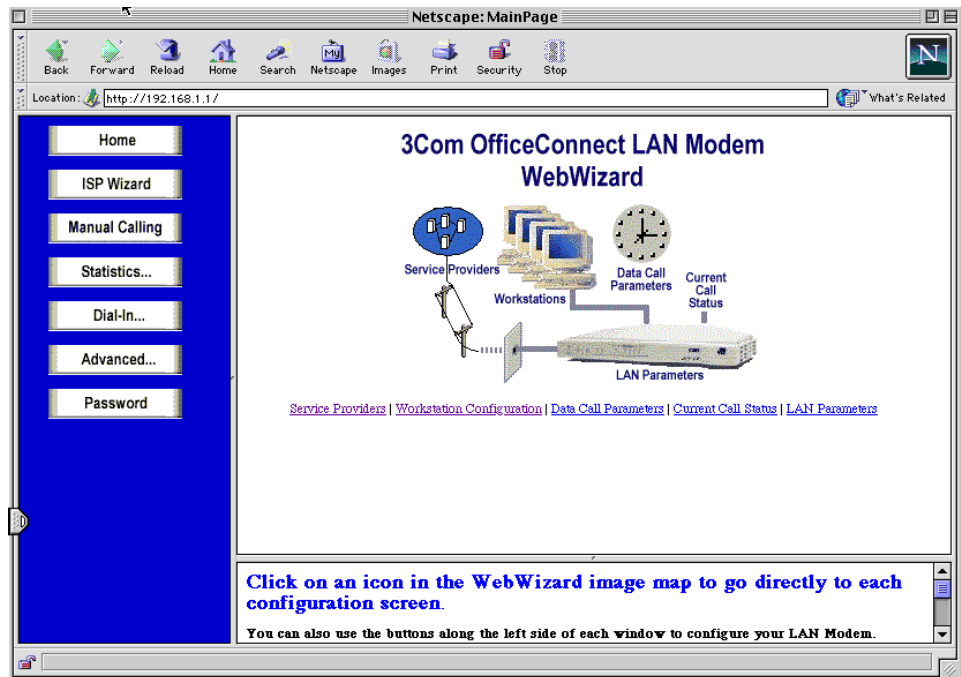 Netscape: MainPage
Back Forward Reload Home Search Netscape Images Print Security Stop
My
N
Location: http://192.168.1.1/ What's Related
Home
ISP Wizard
Manual Calling
Statistics...
Dial-In...
Advanced...
Password
3Com OfficeConnect LAN Modem
WebWizard
Service Providers
Workstations
Data Call
Parameters
Current
Call
Status
LAN Parameters
Service Providers | Workstation Configuration | Data Call Parameters | Current Call Status | LAN Parameters
Click on an icon in the WebWizard image map to go directly to each
configuration screen.
You can also use the buttons along the left side of each window to configure your LAN Modem.